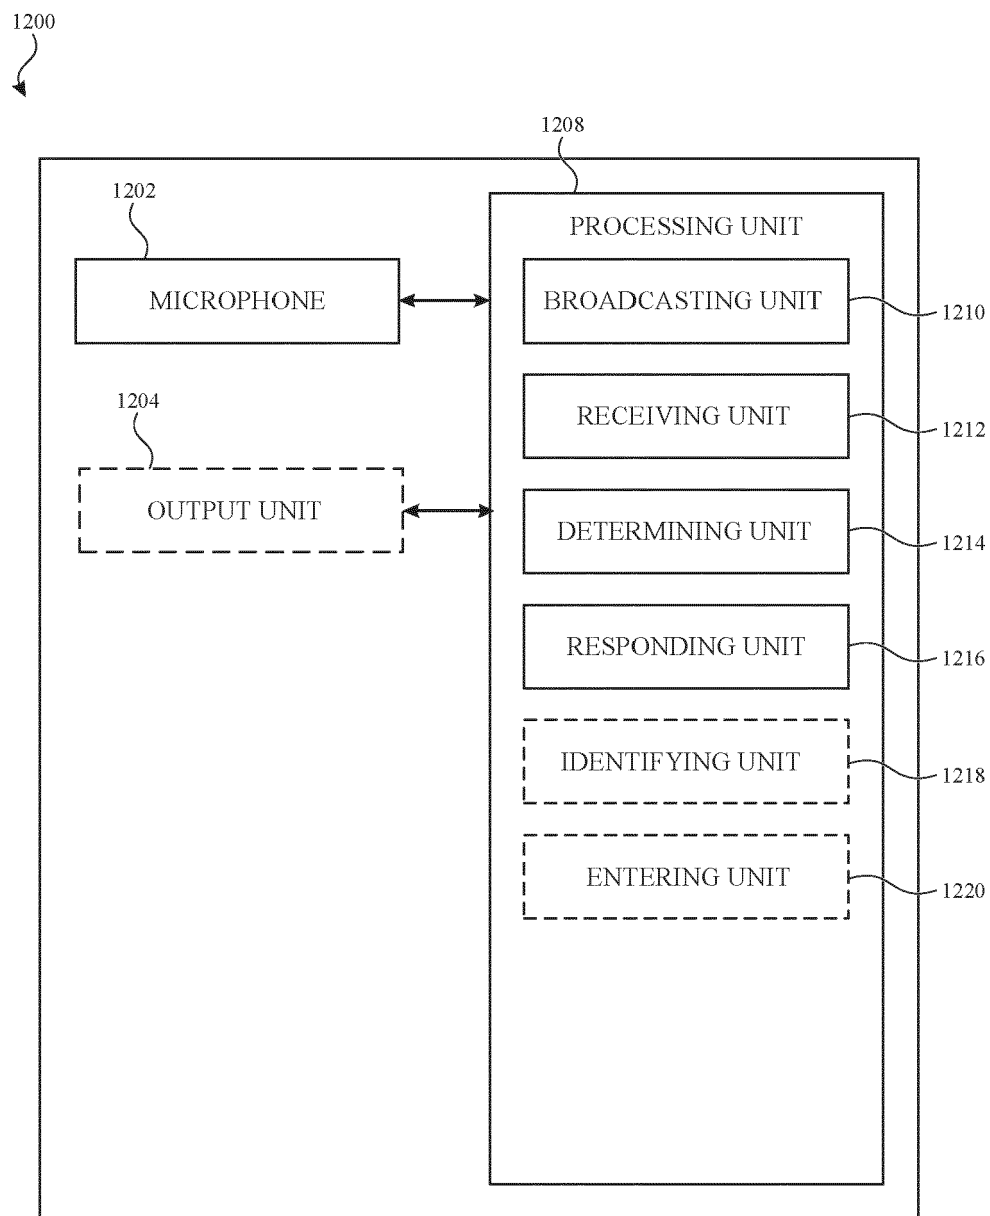 1200
1208
1202
PROCESSING UNIT
MICROPHONE
BROADCASTING UNIT
1210
1204
RECEIVING UNIT
1212
OUTPUT UNIT
DETERMINING UNIT
1214
RESPONDING UNIT
1216
IDENTIFYING UNIT
1218
ENTERING UNIT
1220